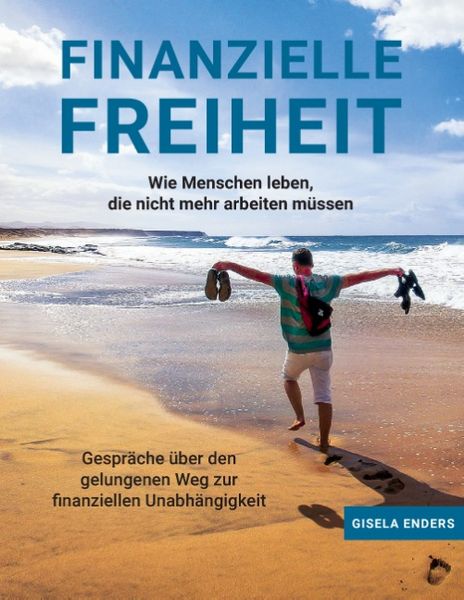 FINANZIELLE
FREIHEIT
Wie Menschen leben,
die nicht mehr arbeiten müssen
Gespräche über den
gelungenen Weg zur
finanziellen Unabhängigkeit
GISELA ENDERS